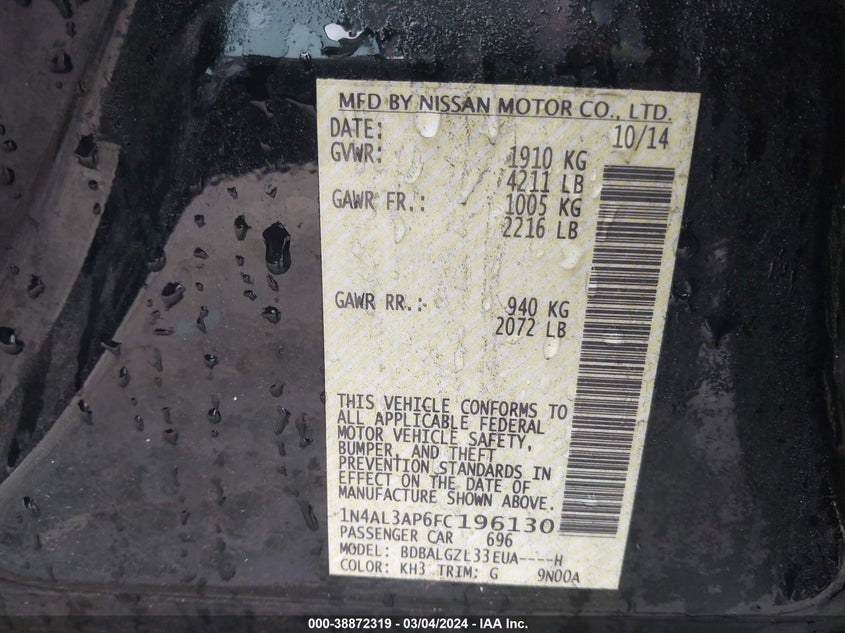 MFD BY NISSAN MOTOR CO., LTD.
DATE: 10/14
GVWR: 1910 KG
4211 LB
GAWR FR.: 1005 KG
2216 LB
GAWR RR.: 940 KG
2072 LB
THIS VEHICLE CONFORMS TO
ALL APPLICABLE FEDERAL
MOTOR VEHICLE SAFETY,
BUMPER, AND THEFT
PREVENTION STANDARDS IN
EFFECT ON THE DATE OF
MANUFACTURE SHOWN ABOVE.
1N4AL3AP6FC196130
PASSENGER CAR 696
MODEL: BDBALGZL33EUA----H
COLOR: KH3 TRIM: G 9N00A
000-38872319 - 03/04/2024 - IAA Inc.